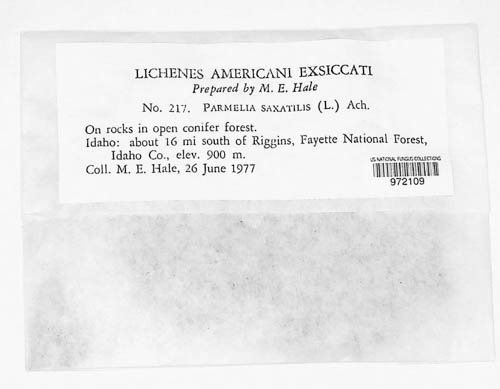 LICHENES AMERICANI EXSICCATI
Prepared by M. E. Hale
No. 217. PARMELIA SAXATILIS (L.) Ach.
On rocks in open conifer forest.
Idaho: about 16 mi south of Riggins, Fayette National Forest,
Idaho Co., elev. 900 m.
Coll. M. E. Hale, 26 June 1977
US NATIONAL FUNGUS COLLECTIONS
972109